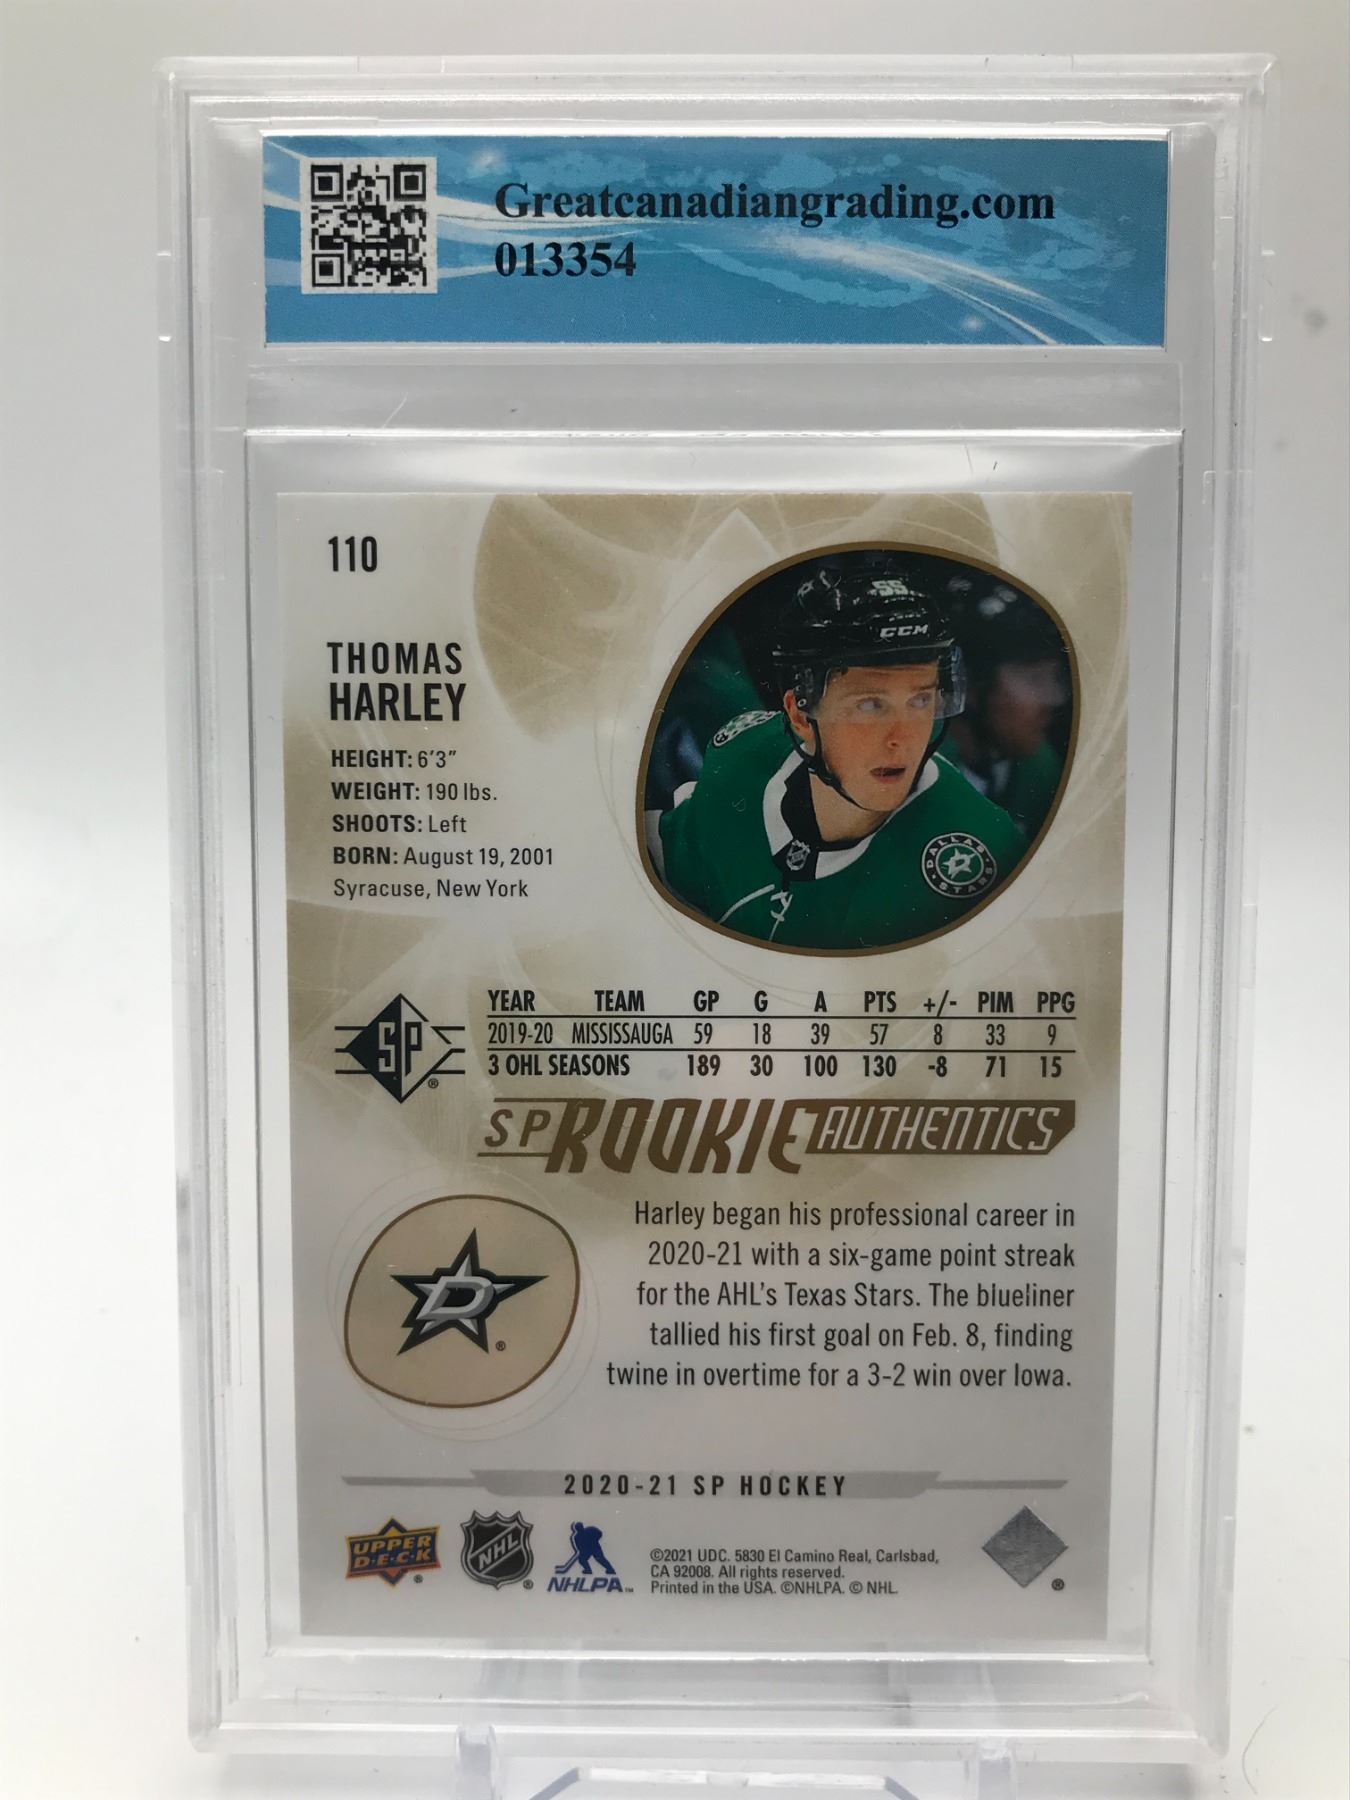 Greatcanadiangrading.com
013354
110
THOMAS
HARLEY
HEIGHT: 6'3"
WEIGHT: 190 lbs.
SHOOTS: Left
BORN: August 19, 2001
Syracuse, New York
55
CCM
DALLAS
STARS
YEAR TEAM GP G A PTS +/- PIM PPG
2019-20 MISSISSAUGA 59 18 39 57 8 33 9
3 OHL SEASONS 189 30 100 130 -8 71 15
SP®
SP ROOKIE AUTHENTICS
Harley began his professional career in
2020-21 with a six-game point streak
for the AHL's Texas Stars. The blueliner
tallied his first goal on Feb. 8, finding
twine in overtime for a 3-2 win over Iowa.
D®
2020-21 SP HOCKEY
UPPER
DECK®
NHL®
NHLPA™
©2021 UDC. 5830 El Camino Real, Carlsbad,
CA 92008. All rights reserved.
Printed in the USA. ©NHLPA. © NHL.
®